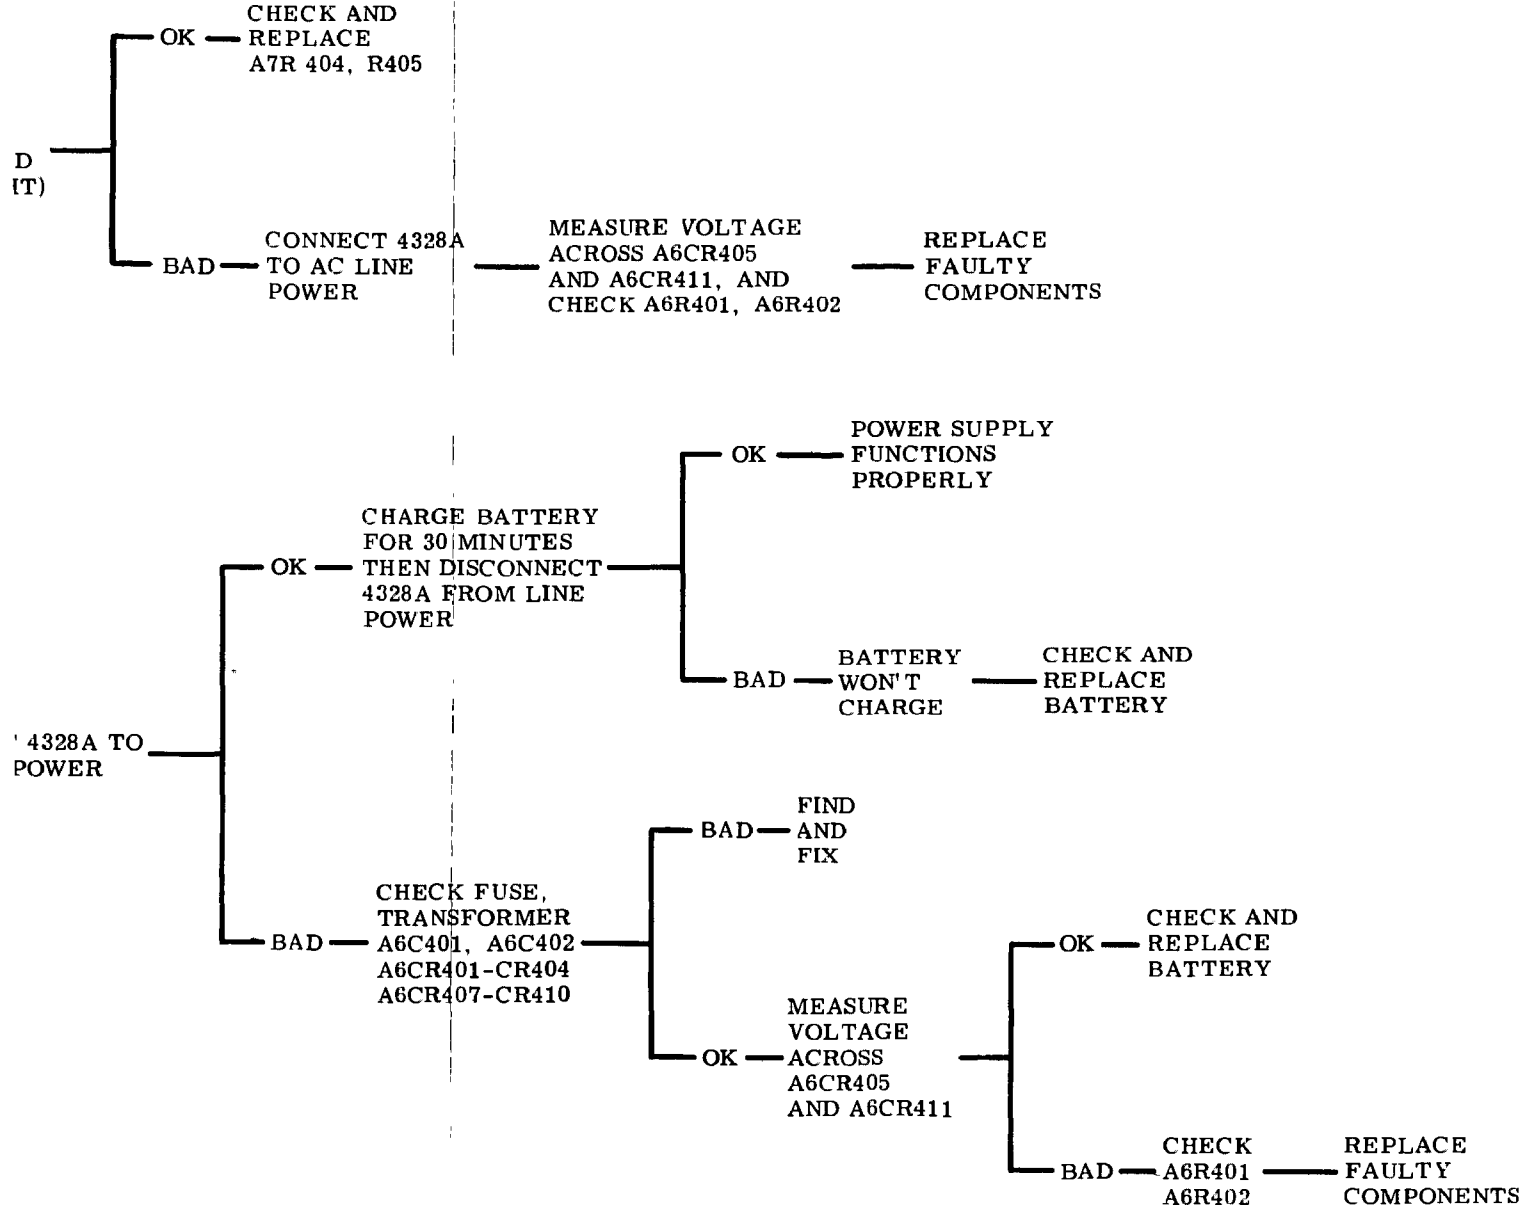 CHECK AND
OK
REPLACE
A7R 404, R405
D
IT)
BAD
CONNECT 4328A
TO AC LINE
POWER
MEASURE VOLTAGE
ACROSS A6CR405
AND A6CR411, AND
CHECK A6R401, A6R402
REPLACE
FAULTY
COMPONENTS
4328A TO
POWER
OK
CHARGE BATTERY
FOR 30 MINUTES
THEN DISCONNECT
4328A FROM LINE
POWER
OK
POWER SUPPLY
FUNCTIONS
PROPERLY
BAD
BATTERY
WON'T
CHARGE
CHECK AND
REPLACE
BATTERY
BAD
CHECK FUSE,
TRANSFORMER
A6C401, A6C402
A6CR401-CR404
A6CR407-CR410
BAD
FIND
AND
FIX
OK
MEASURE
VOLTAGE
ACROSS
A6CR405
AND A6CR411
OK
CHECK AND
REPLACE
BATTERY
BAD
CHECK
A6R401
A6R402
REPLACE
FAULTY
COMPONENTS